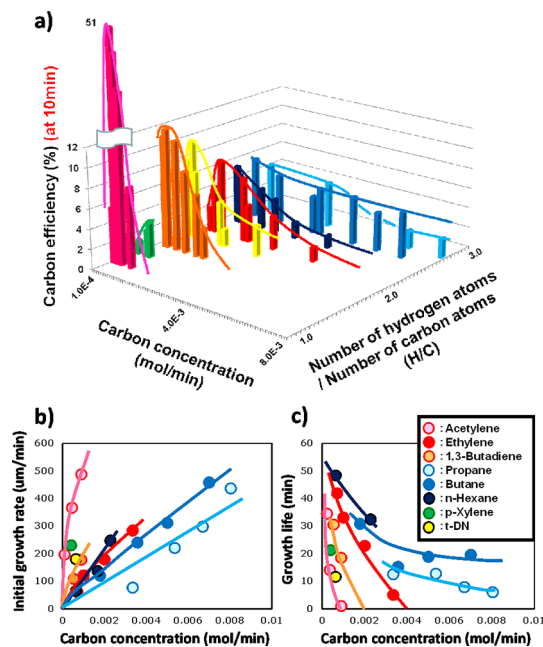 a)
51
12
10
8
6
4
2
0
Carbon efficiency (%) (at 10min)
1.0E-4
4.0E-3
8.0E-3
Carbon concentration
(mol/min)
1.0
2.0
3.0
Number of hydrogen atoms
/ Number of carbon atoms
(H/C)
b)
600
500
400
300
200
100
0
Initial growth rate (um/min)
0 0.002 0.004 0.006 0.008 0.01
Carbon concentration (mol/min)
c)
60
50
40
30
20
10
0
Growth life (min)
0 0.002 0.004 0.006 0.008 0.01
Carbon concentration (mol/min)
: Acetylene
: Ethylene
: 1,3-Butadiene
: Propane
: Butane
: n-Hexane
: p-Xylene
: t-DN